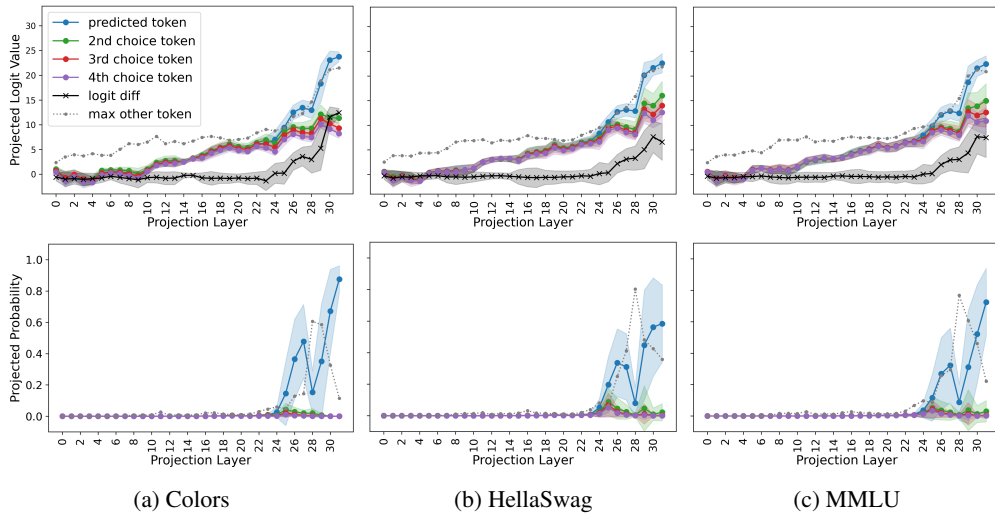 Projected Logit Value
30
25
20
15
10
5
0
predicted token
2nd choice token
3rd choice token
4th choice token
logit diff
max other token
0 2 4 6 8 10 12 14 16 18 20 22 24 26 28 30
Projection Layer
0 2 4 6 8 10 12 14 16 18 20 22 24 26 28 30
Projection Layer
0 2 4 6 8 10 12 14 16 18 20 22 24 26 28 30
Projection Layer
Projected Probability
1.0
0.8
0.6
0.4
0.2
0.0
0 2 4 6 8 10 12 14 16 18 20 22 24 26 28 30
Projection Layer
0 2 4 6 8 10 12 14 16 18 20 22 24 26 28 30
Projection Layer
0 2 4 6 8 10 12 14 16 18 20 22 24 26 28 30
Projection Layer
(a) Colors
(b) HellaSwag
(c) MMLU